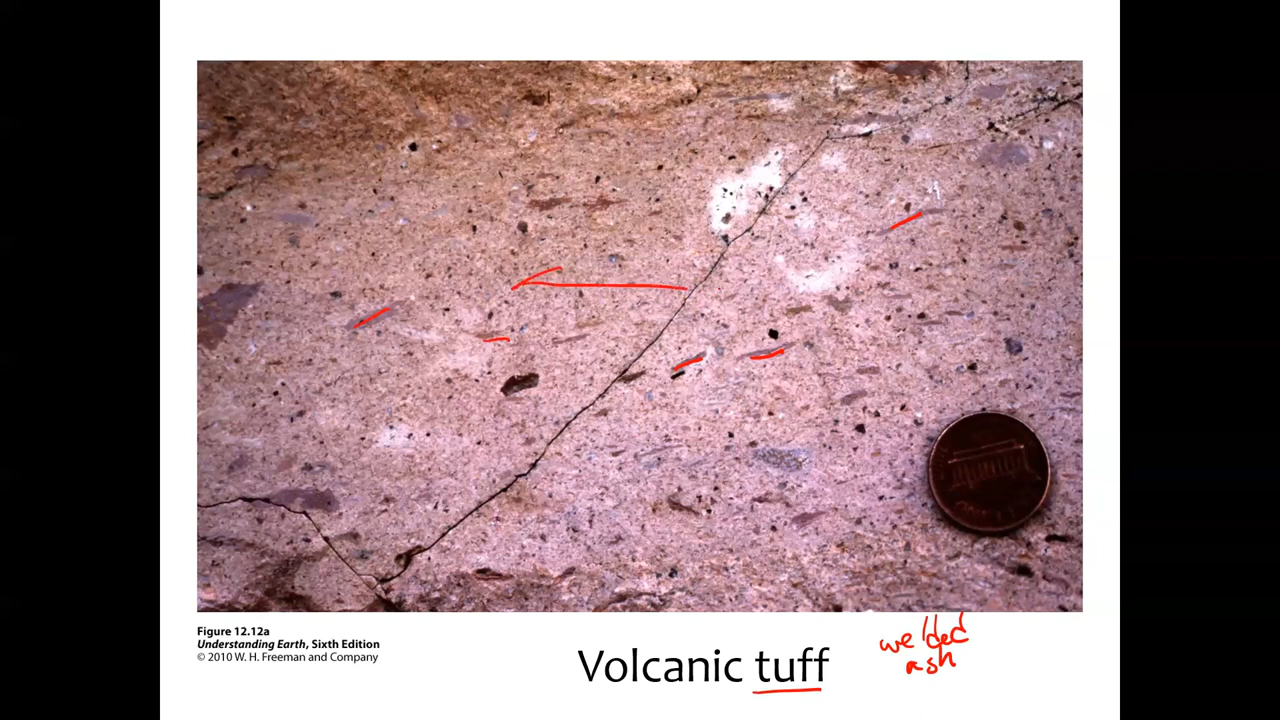 Figure 12.12a
Understanding Earth, Sixth Edition
© 2010 W. H. Freeman and Company
Volcanic tuff
welded
ash